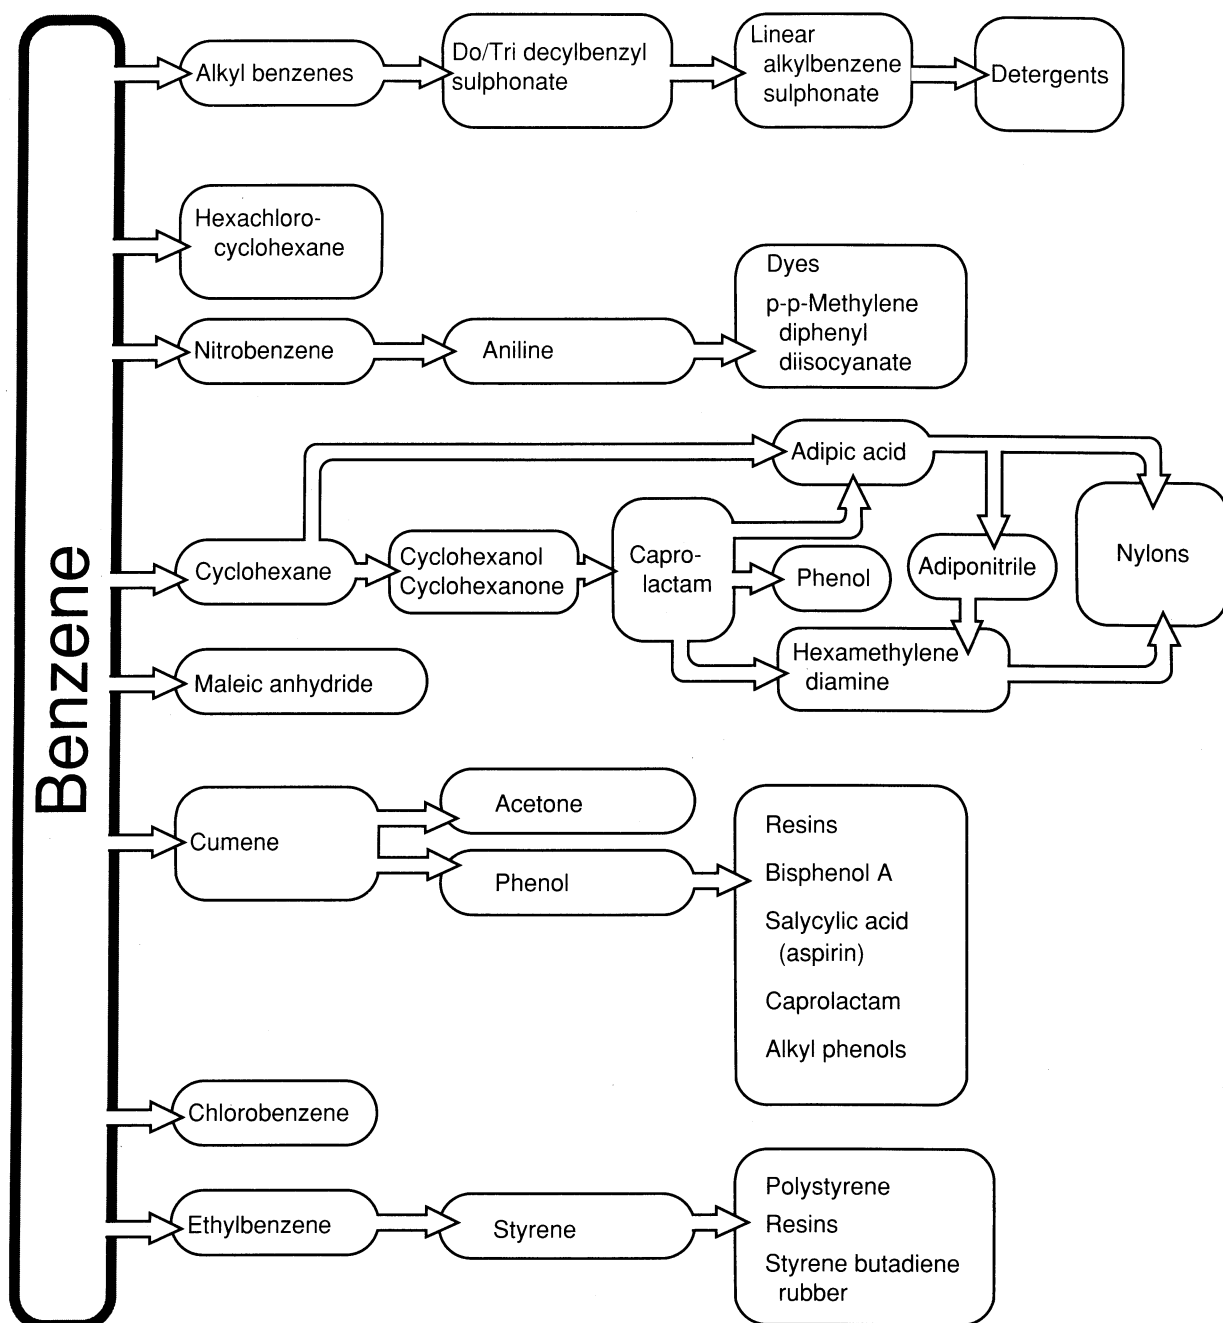 Benzene
Alkyl benzenes
Do/Tri decylbenzyl
sulphonate
Linear
alkylbenzene
sulphonate
Detergents
Hexachloro-
cyclohexane
Nitrobenzene
Aniline
Dyes
p-p-Methylene
diphenyl
diisocyanate
Cyclohexane
Cyclohexanol
Cyclohexanone
Capro-
lactam
Adipic acid
Phenol
Adiponitrile
Hexamethylene
diamine
Nylons
Maleic anhydride
Cumene
Acetone
Phenol
Resins
Bisphenol A
Salycylic acid
(aspirin)
Caprolactam
Alkyl phenols
Chlorobenzene
Ethylbenzene
Styrene
Polystyrene
Resins
Styrene butadiene
rubber